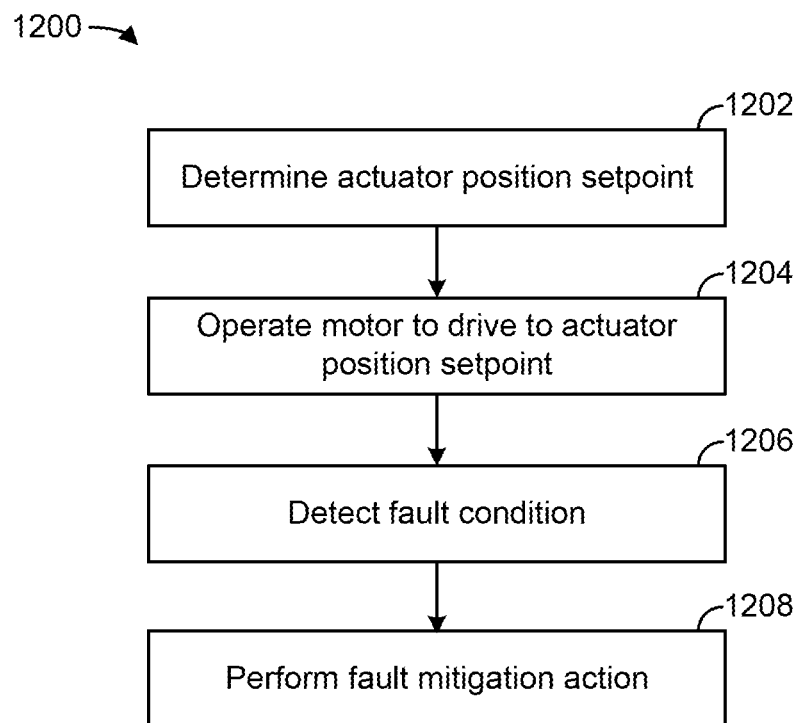 1200
1202
Determine actuator position setpoint
1204
Operate motor to drive to actuator
position setpoint
1206
Detect fault condition
1208
Perform fault mitigation action